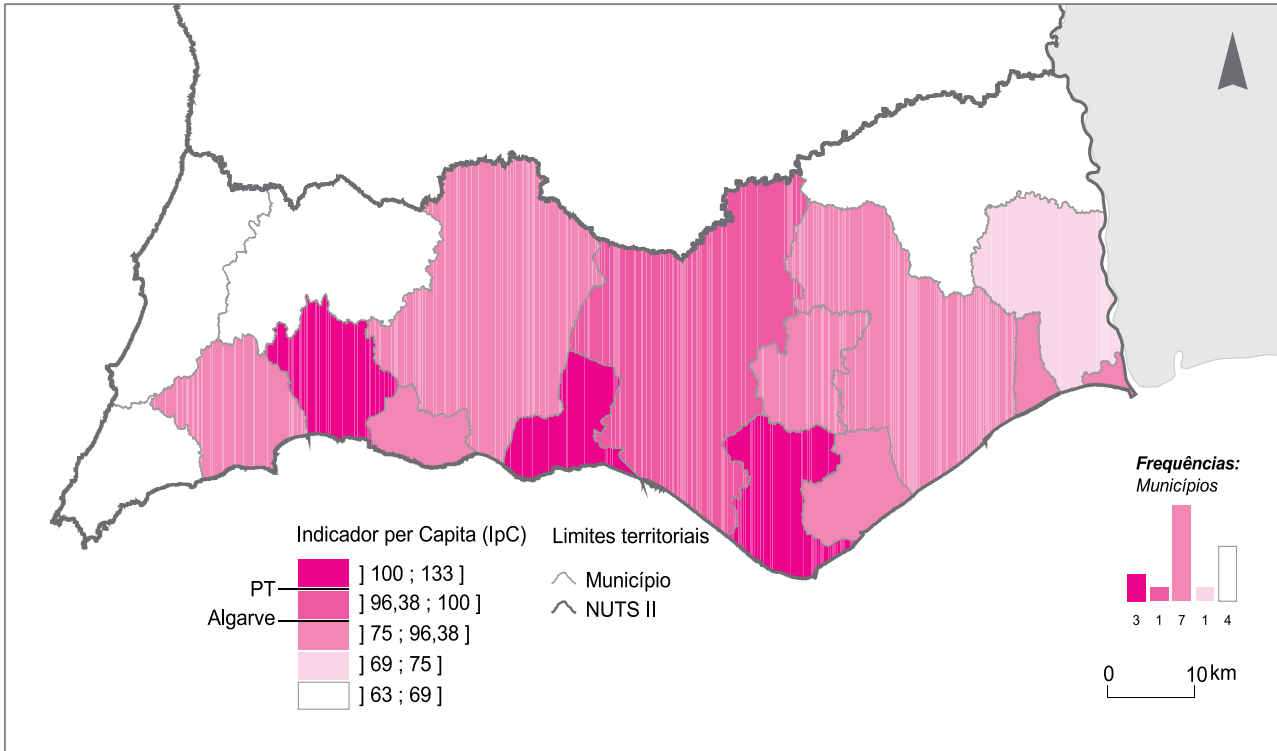 Indicador per Capita (IpC)
PT
Algarve
] 100 ; 133 ]
] 96,38 ; 100 ]
] 75 ; 96,38 ]
] 69 ; 75 ]
] 63 ; 69 ]
Limites territoriais
Município
NUTS II
Frequências:
Municípios
3 1 7 1 4
0 10 km